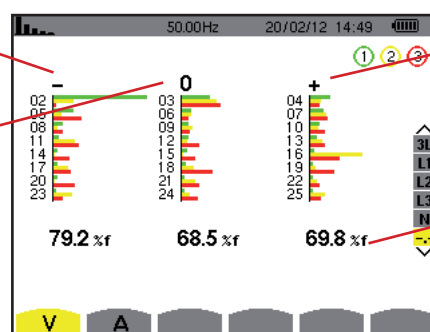 50.00Hz 20/02/12 14:49
1 2 3
- 0 +
02 03 04
05 06 07
08 09 10
11 12 13
14 15 16
17 18 19
20 21 22
23 24 25
3L
L1
L2
L3
N
79.2 %f 68.5 %f 69.8 %f
V A